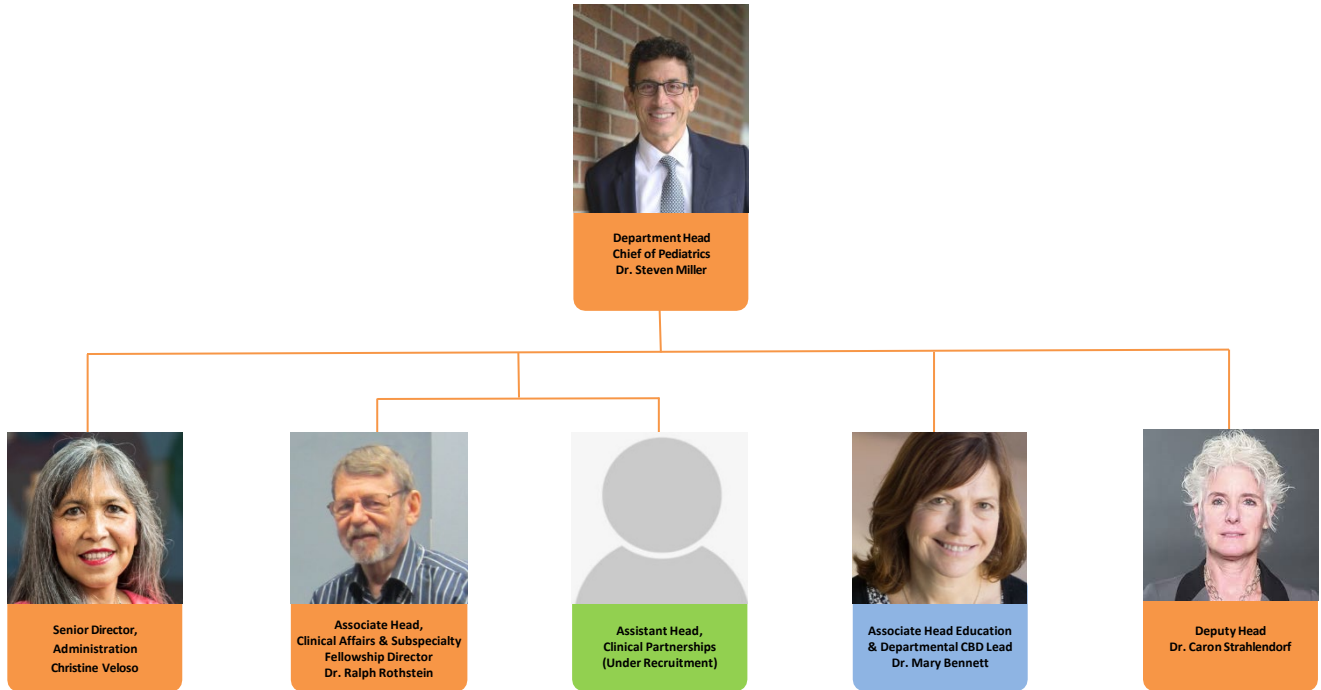 Department Head
Chief of Pediatrics
Dr. Steven Miller
Senior Director,
Administration
Christine Veloso
Associate Head,
Clinical Affairs & Subspecialty
Fellowship Director
Dr. Ralph Rothstein
Assistant Head,
Clinical Partnerships
(Under Recruitment)
Associate Head Education
& Departmental CBD Lead
Dr. Mary Bennett
Deputy Head
Dr. Caron Strahlendorf